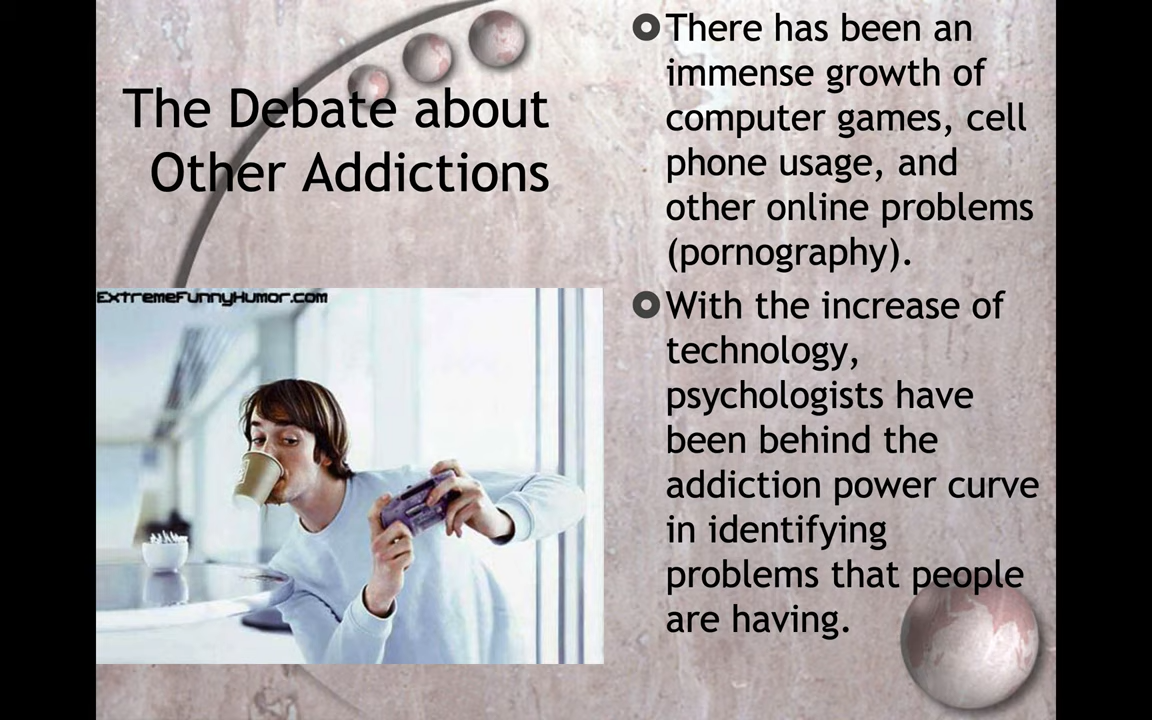 The Debate about
Other Addictions
There has been an
immense growth of
computer games, cell
phone usage, and
other online problems
(pornography).
With the increase of
technology,
psychologists have
been behind the
addiction power curve
in identifying
problems that people
are having.
ExtremeFunnyHumor.com